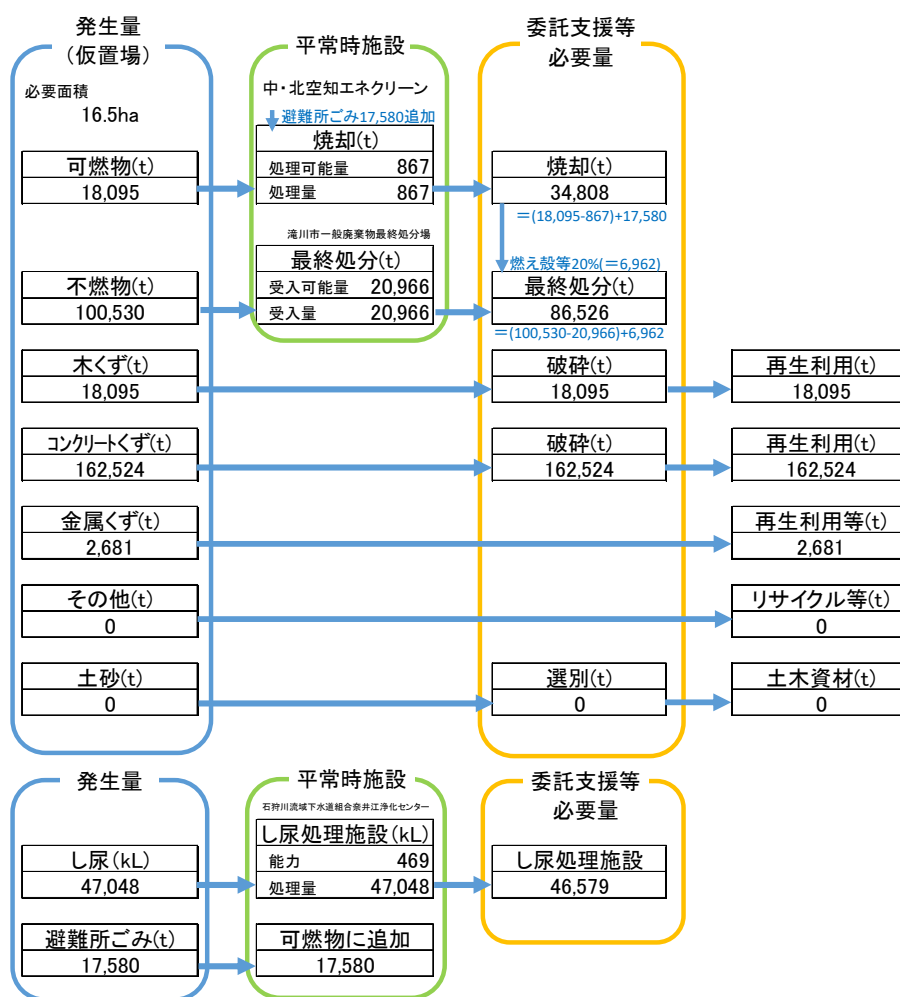 発生量
（仮置場）
必要面積
16.5ha
可燃物(t)
18,095
不燃物(t)
100,530
木くず(t)
18,095
コンクリートくず(t)
162,524
金属くず(t)
2,681
その他(t)
0
土砂(t)
0
平常時施設
中・北空知エネクリーン
避難所ごみ17,580追加
焼却(t)
処理可能量 867
処理量 867
滝川市一般廃棄物最終処分場
最終処分(t)
受入可能量 20,966
受入量 20,966
委託支援等
必要量
焼却(t)
34,808
＝(18,095-867)+17,580
燃え殻等20%(＝6,962)
最終処分(t)
86,526
＝(100,530-20,966)+6,962
破砕(t)
18,095
破砕(t)
162,524
選別(t)
0
再生利用(t)
18,095
再生利用(t)
162,524
再生利用等(t)
2,681
リサイクル等(t)
0
土木資材(t)
0
発生量
し尿(kL)
47,048
避難所ごみ(t)
17,580
平常時施設
石狩川流域下水道組合奈井江浄化センター
し尿処理施設(kL)
能力 469
処理量 47,048
可燃物に追加
17,580
委託支援等
必要量
し尿処理施設
46,579